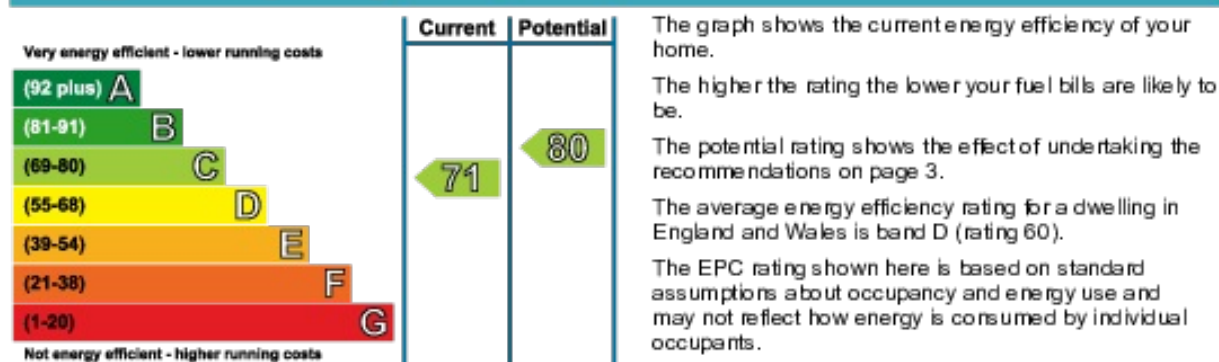 Current Potential
Very energy efficient - lower running costs
(92 plus) A
(81-91) B
(69-80) C
(55-68) D
(39-54) E
(21-38) F
(1-20) G
Not energy efficient - higher running costs
71
80
The graph shows the current energy efficiency of your
home.
The higher the rating the lower your fuel bills are likely to
be.
The potential rating shows the effect of undertaking the
recommendations on page 3.
The average energy efficiency rating for a dwelling in
England and Wales is band D (rating 60).
The EPC rating shown here is based on standard
assumptions about occupancy and energy use and
may not reflect how energy is consumed by individual
occupants.